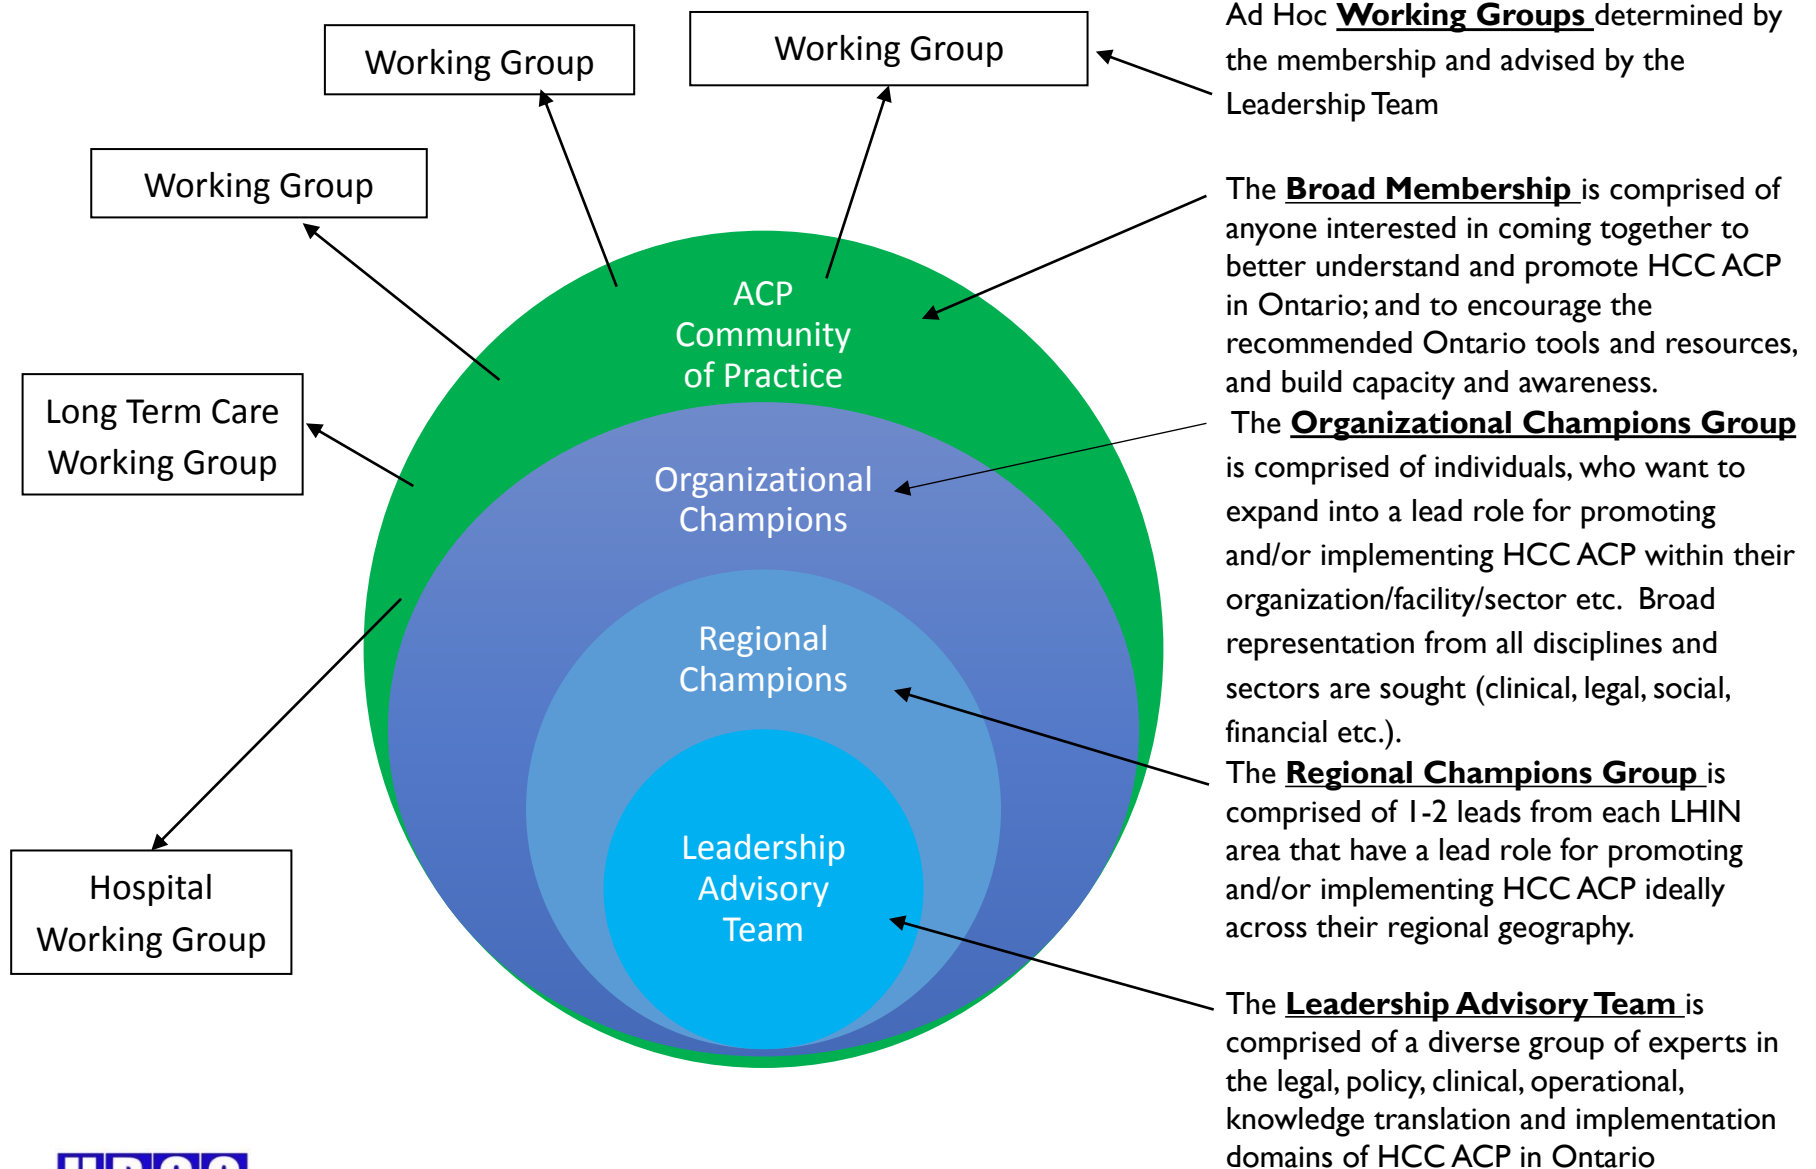 Working Group
Working Group
Working Group
Long Term Care
Working Group
Hospital
Working Group
ACP
Community
of Practice
Organizational
Champions
Regional
Champions
Leadership
Advisory
Team
Ad Hoc Working Groups determined by
the membership and advised by the
Leadership Team
The Broad Membership is comprised of
anyone interested in coming together to
better understand and promote HCC ACP
in Ontario; and to encourage the
recommended Ontario tools and resources,
and build capacity and awareness.
The Organizational Champions Group
is comprised of individuals, who want to
expand into a lead role for promoting
and/or implementing HCC ACP within their
organization/facility/sector etc. Broad
representation from all disciplines and
sectors are sought (clinical, legal, social,
financial etc.).
The Regional Champions Group is
comprised of 1-2 leads from each LHIN
area that have a lead role for promoting
and/or implementing HCC ACP ideally
across their regional geography.
The Leadership Advisory Team is
comprised of a diverse group of experts in
the legal, policy, clinical, operational,
knowledge translation and implementation
domains of HCC ACP in Ontario